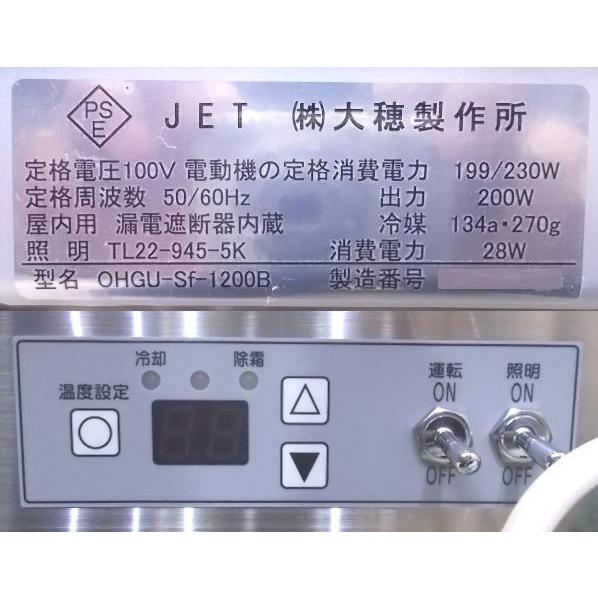 PS
E
JET ㈱大穂製作所
定格電圧100V 電動機の定格消費電力 199/230W
定格周波数 50/60Hz 出力 200W
屋内用 漏電遮断器内蔵 冷媒 134a・270g
照 明 TL22-945-5K 消費電力 28W
型名 OHGU-Sf-1200B 製造番号
冷却 除霜
温度設定
運転 照明
ON ON
OFF OFF